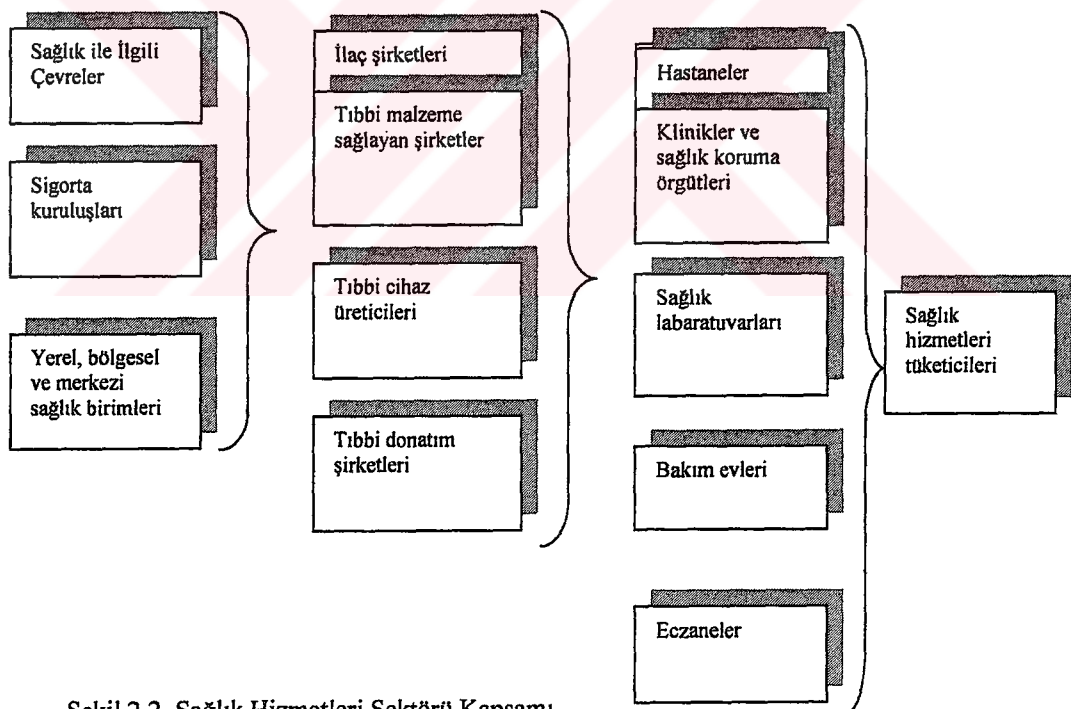 Sağlık ile İlgili
Çevreler
Sigorta
kuruluşları
Yerel, bölgesel
ve merkezi
sağlık birimleri
İlaç şirketleri
Tıbbi malzeme
sağlayan şirketler
Tıbbi cihaz
üreticileri
Tıbbi donatım
şirketleri
Hastaneler
Klinikler ve
sağlık koruma
örgütleri
Sağlık
labaratuvarları
Bakım evleri
Eczaneler
Sağlık
hizmetleri
tüketicileri
Şekil 2.2. Sağlık Hizmetleri Sektörü Kapsamı